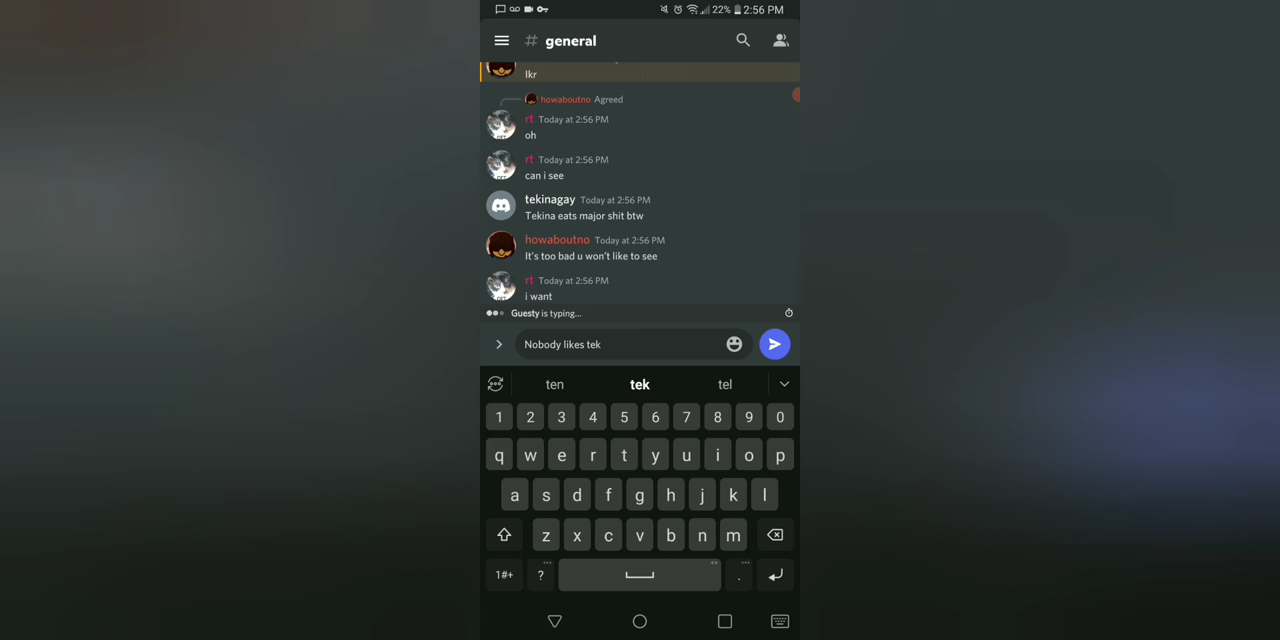 22% 2:56 PM
# general
Ikr
howaboutno Agreed
rt Today at 2:56 PM
oh
rt Today at 2:56 PM
can i see
tekinagay Today at 2:56 PM
Tekina eats major shit btw
howaboutno Today at 2:56 PM
It's too bad u won't like to see
rt Today at 2:56 PM
i want
Guesty is typing...
Nobody likes tek
ten tek tel
1 2 3 4 5 6 7 8 9 0
q w e r t y u i o p
a s d f g h j k l
z x c v b n m
1#+ ? .